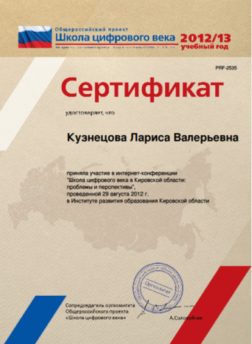 Общероссийский проект
Школа цифрового века
2012/13
учебный год
PRF-2535
Сертификат
удостоверяет, что
Кузнецова Лариса Валерьевна
приняла участие в интернет-конференции
"Школа цифрового века в Кировской области:
проблемы и перспективы",
проведенной 29 августа 2012 г.
в Институте развития образования Кировской области
Сопредседатель оргкомитета
Общероссийского проекта
«Школа цифрового века»
А.Соловейчик